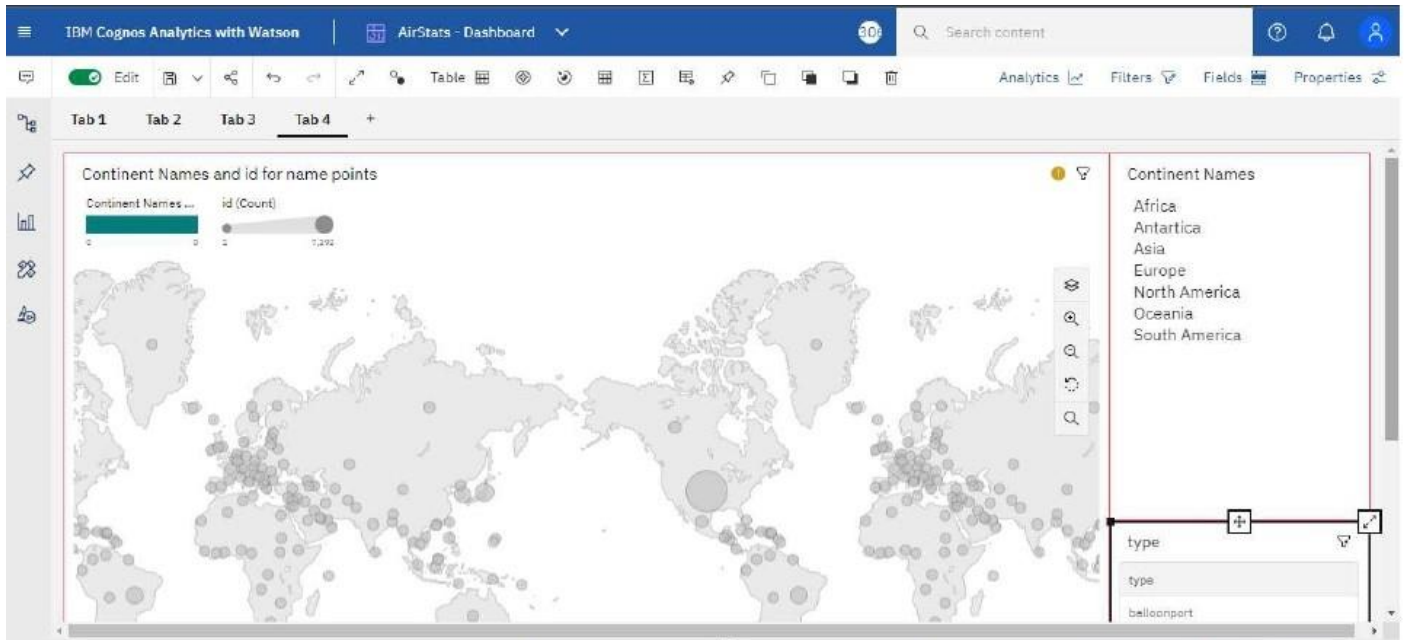 IBM Cognos Analytics with Watson
AirStats - Dashboard
Search content
Edit
Table
Analytics
Filters
Fields
Properties
Tab 1
Tab 2
Tab 3
Tab 4
+
Continent Names and id for name points
Continent Names ...
id (Count)
0
0
Continent Names
Africa
Antartica
Asia
Europe
North America
Oceania
South America
type
type
balloonport